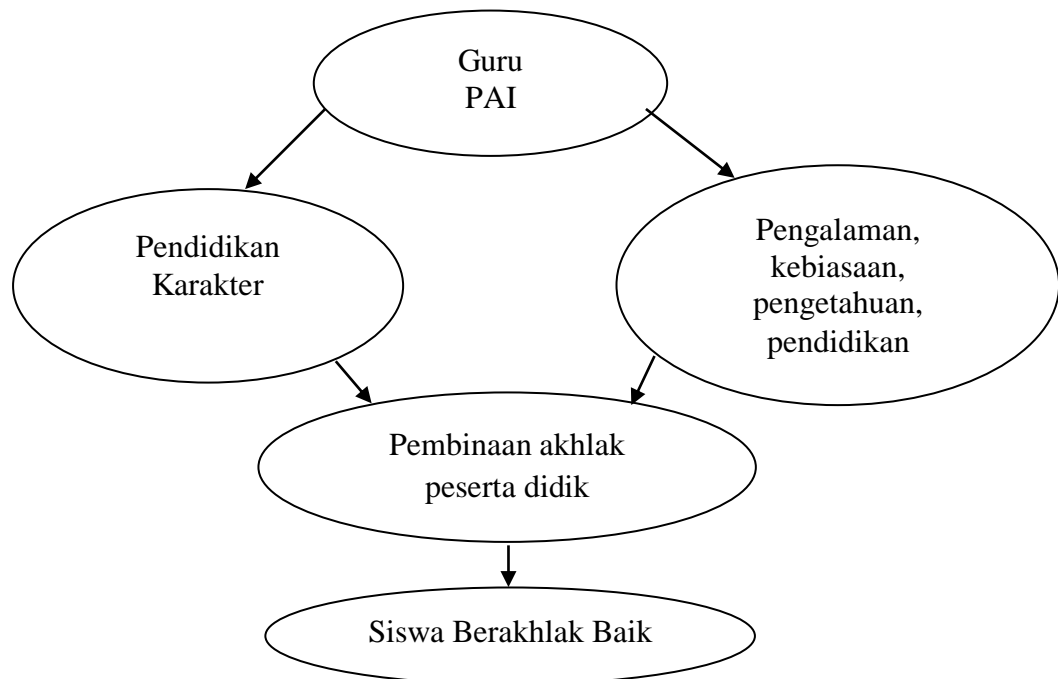 Guru
PAI
Pendidikan
Karakter
Pengalaman,
kebiasaan,
pengetahuan,
pendidikan
Pembinaan akhlak
peserta didik
Siswa Berakhlak Baik